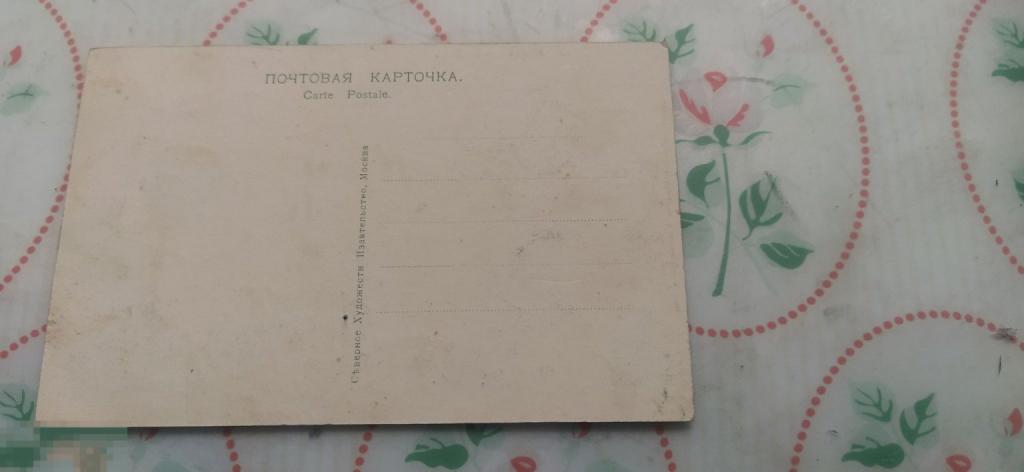 ПОЧТОВАЯ КАРТОЧКА.
Carte Postale.
Сѣверное Художеств Издательство, Москва